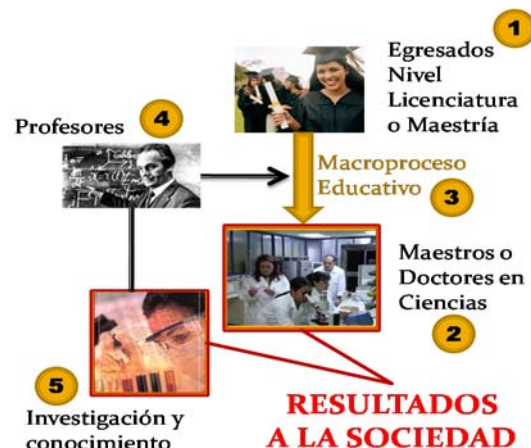 1
Egresados
Nivel
Licenciatura
o Maestría
Profesores
4
Macroproceso
Educativo
3
Maestros o
Doctores en
Ciencias
2
5
Investigación y
conocimiento
RESULTADOS
A LA SOCIEDAD